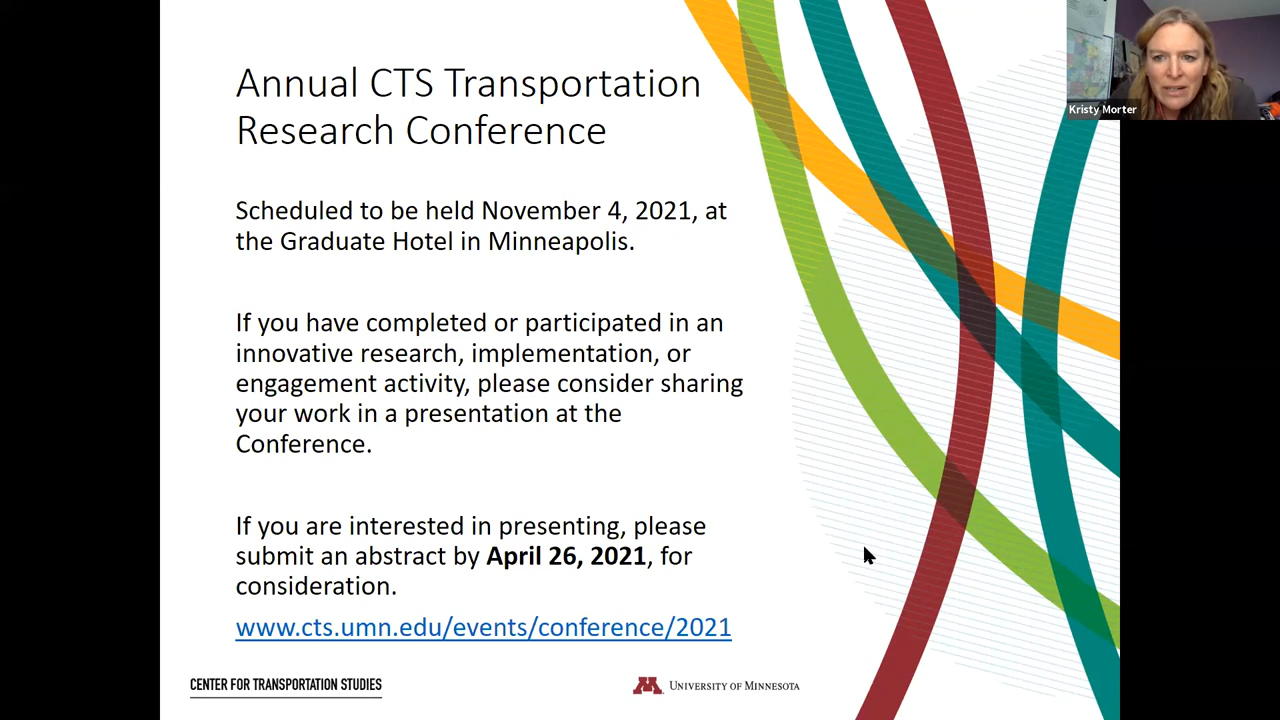 Annual CTS Transportation
Research Conference
Kristy Morter
Scheduled to be held November 4, 2021, at
the Graduate Hotel in Minneapolis.
If you have completed or participated in an
innovative research, implementation, or
engagement activity, please consider sharing
your work in a presentation at the
Conference.
If you are interested in presenting, please
submit an abstract by April 26, 2021, for
consideration.
www.cts.umn.edu/events/conference/2021
CENTER FOR TRANSPORTATION STUDIES
UNIVERSITY OF MINNESOTA